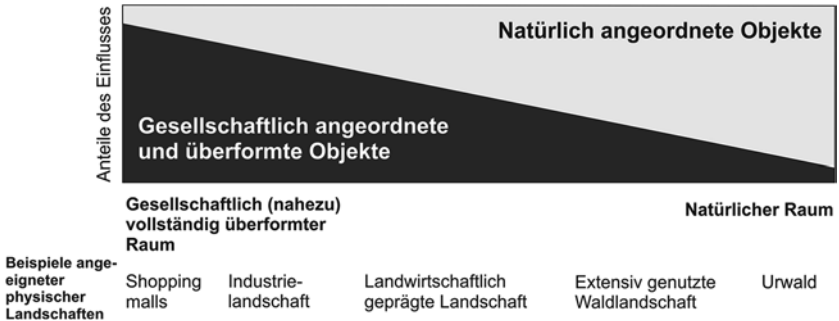 Anteile des Einflusses
Natürlich angeordnete Objekte
Gesellschaftlich angeordnete
und überformte Objekte
Gesellschaftlich (nahezu)
vollständig überformter
Raum
Natürlicher Raum
Beispiele ange-
eigneter
physischer
Landschaften
Shopping
malls
Industrie-
landschaft
Landwirtschaftlich
geprägte Landschaft
Extensiv genutzte
Waldlandschaft
Urwald